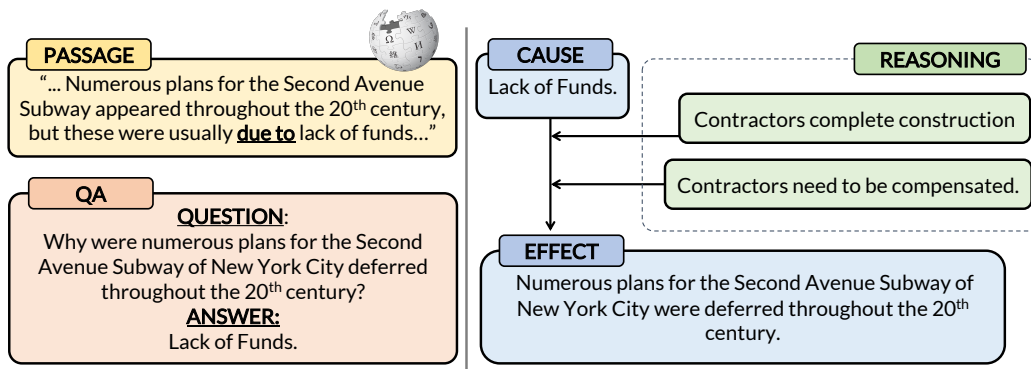 PASSAGE
“... Numerous plans for the Second Avenue
Subway appeared throughout the 20th century,
but these were usually due to lack of funds...”
QA
QUESTION:
Why were numerous plans for the Second
Avenue Subway of New York City deferred
throughout the 20th century?
ANSWER:
Lack of Funds.
CAUSE
Lack of Funds.
REASONING
Contractors complete construction
Contractors need to be compensated.
EFFECT
Numerous plans for the Second Avenue Subway of
New York City were deferred throughout the 20th
century.